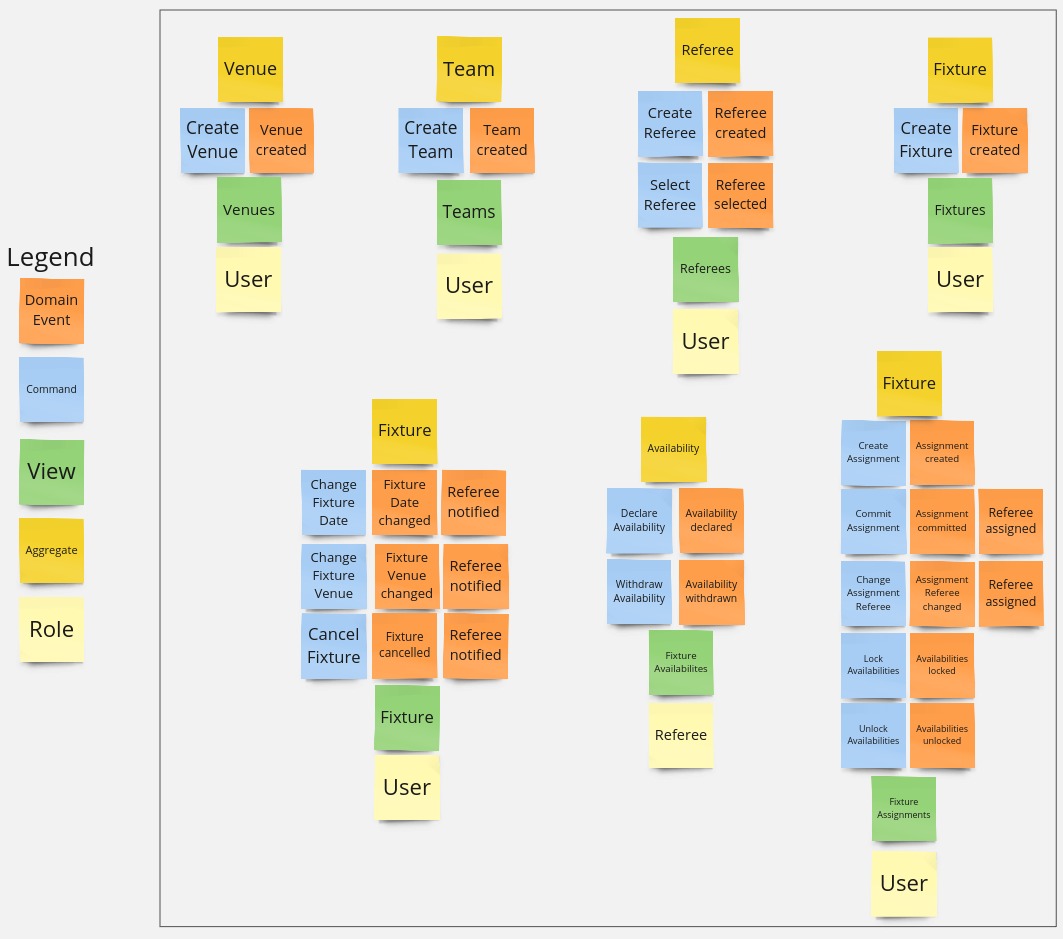 Legend
Domain
Event
Command
View
Aggregate
Role
Venue
Create
Venue
Venue
created
Venues
User
Team
Create
Team
Team
created
Teams
User
Referee
Create
Referee
Referee
created
Select
Referee
Referee
selected
Referees
User
Fixture
Create
Fixture
Fixture
created
Fixtures
User
Fixture
Change
Fixture
Date
Fixture
Date
changed
Referee
notified
Change
Fixture
Venue
Fixture
Venue
changed
Referee
notified
Cancel
Fixture
Fixture
cancelled
Referee
notified
Fixture
User
Availability
Declare
Availability
Availability
declared
Withdraw
Availability
Availability
withdrawn
Fixture
Availabilites
Referee
Fixture
Create
Assignment
Assignment
created
Commit
Assignment
Assignment
committed
Referee
assigned
Change
Assignment
Referee
Assignment
Referee
changed
Referee
assigned
Lock
Availabilities
Availabilities
locked
Unlock
Availabilities
Availabilities
unlocked
Fixture
Assignments
User